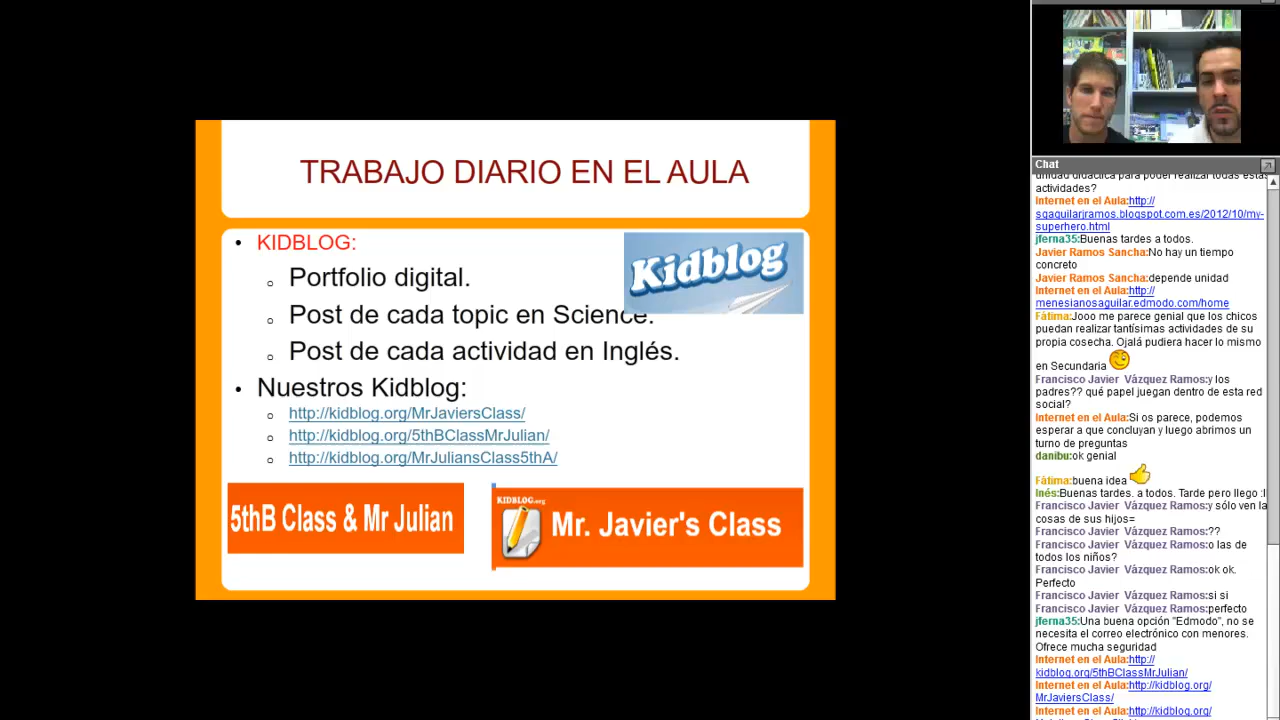 TRABAJO DIARIO EN EL AULA
• KIDBLOG:
o Portfolio digital.
o Post de cada topic en Science.
o Post de cada actividad en Inglés.
• Nuestros Kidblog:
o http://kidblog.org/MrJaviersClass/
o http://kidblog.org/5thBClassMrJulian/
o http://kidblog.org/MrJuliansClass5thA/
Kidblog
5thB Class & Mr Julian
KIDBLOG.org
Mr. Javier's Class
Chat
unidad didáctica para poder realizar todas estas
actividades?
Internet en el Aula:http://
sgaguilarjramos.blogspot.com.es/2012/10/my-
superhero.html
jferna35:Buenas tardes a todos.
Javier Ramos Sancha:No hay un tiempo
concreto
Javier Ramos Sancha:depende unidad
Internet en el Aula:http://
menesianosaguilar.edmodo.com/home
Fátima:Jooo me parece genial que los chicos
puedan realizar tantísimas actividades de su
propia cosecha. Ojalá pudiera hacer lo mismo
en Secundaria
Francisco Javier Vázquez Ramos:y los
padres?? qué papel juegan dentro de esta red
social?
Internet en el Aula:Si os parece, podemos
esperar a que concluyan y luego abrimos un
turno de preguntas
danibu:ok genial
Fátima:buena idea
Inés:Buenas tardes. a todos. Tarde pero llego :I
Francisco Javier Vázquez Ramos:y sólo ven la
cosas de sus hijos=
Francisco Javier Vázquez Ramos:??
Francisco Javier Vázquez Ramos:o las de
todos los niños?
Francisco Javier Vázquez Ramos:ok ok.
Perfecto
Francisco Javier Vázquez Ramos:si si
Francisco Javier Vázquez Ramos:perfecto
jferna35:Una buena opción "Edmodo", no se
necesita el correo electrónico con menores.
Ofrece mucha seguridad
Internet en el Aula:http://
kidblog.org/5thBClassMrJulian/
Internet en el Aula:http://kidblog.org/
MrJaviersClass/
Internet en el Aula:http://kidblog.org/